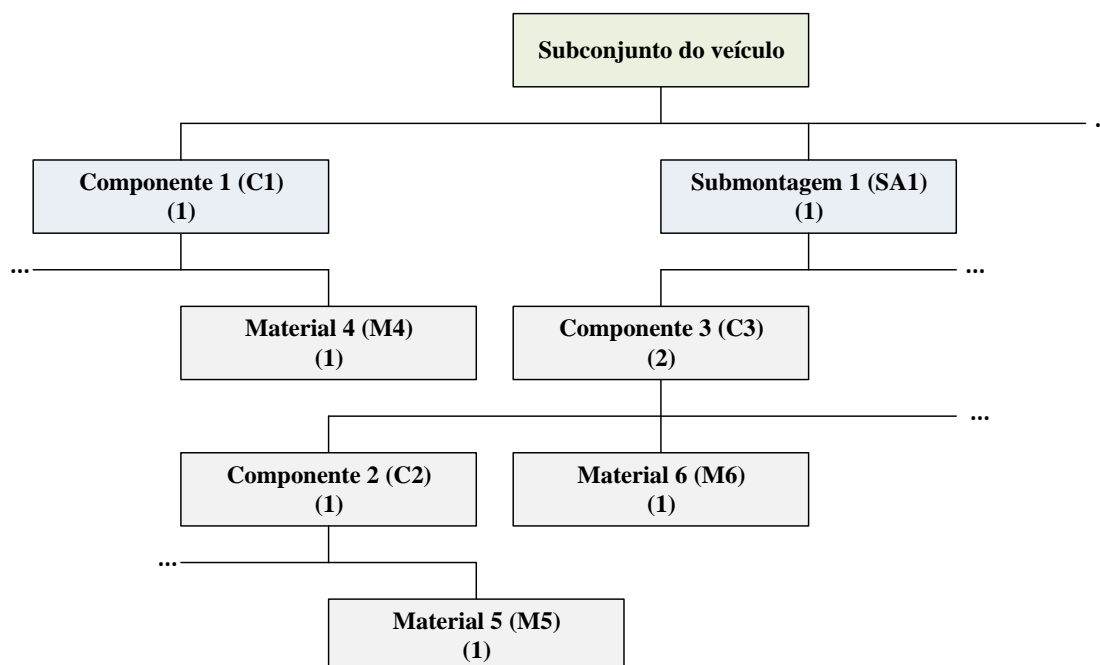 Subconjunto do veículo
.
Componente 1 (C1)
(1)
Submontagem 1 (SA1)
(1)
...
...
Material 4 (M4)
(1)
Componente 3 (C3)
(2)
...
Componente 2 (C2)
(1)
Material 6 (M6)
(1)
...
Material 5 (M5)
(1)